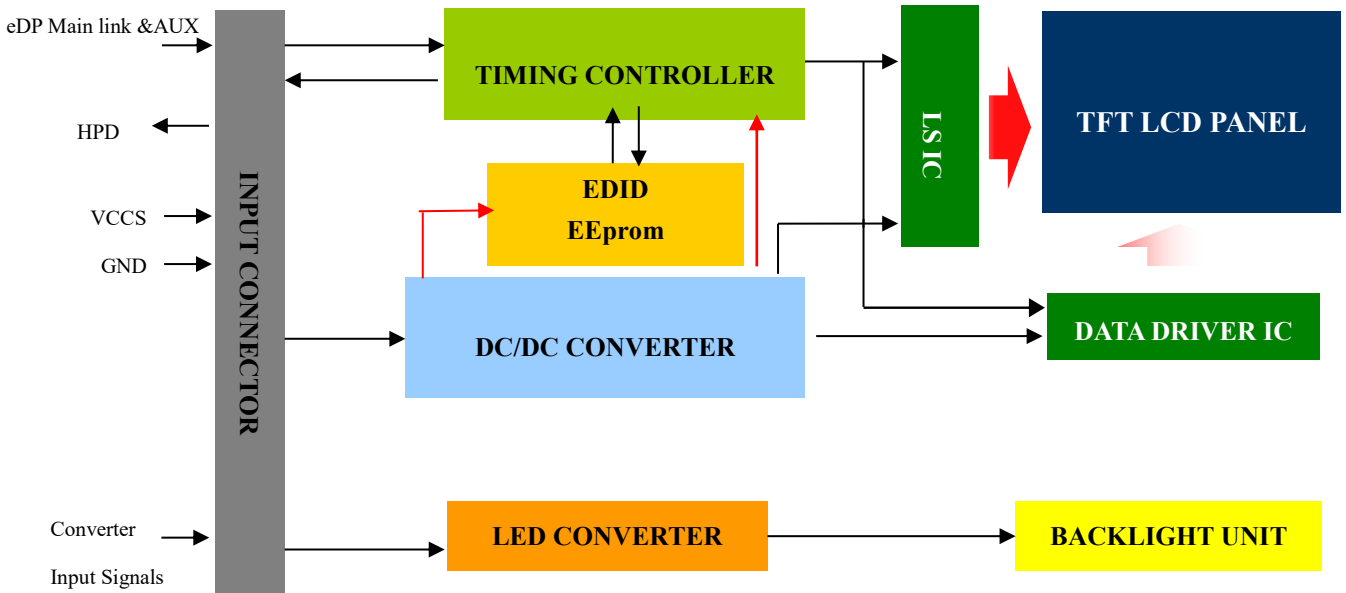 eDP Main link &AUX
HPD
VCCS
GND
Converter
Input Signals
INPUT CONNECTOR
TIMING CONTROLLER
EDID
EEprom
DC/DC CONVERTER
LED CONVERTER
LS IC
TFT LCD PANEL
DATA DRIVER IC
BACKLIGHT UNIT